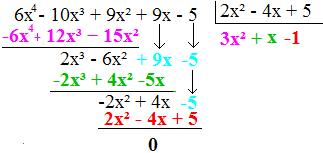 6x⁴ - 10x³ + 9x² + 9x - 5 | 2x² - 4x + 5
-6x⁴+ 12x³ - 15x² 3x² + x -1
2x³ - 6x² + 9x -5
-2x³ + 4x² -5x
-2x² + 4x -5
2x² - 4x + 5
0